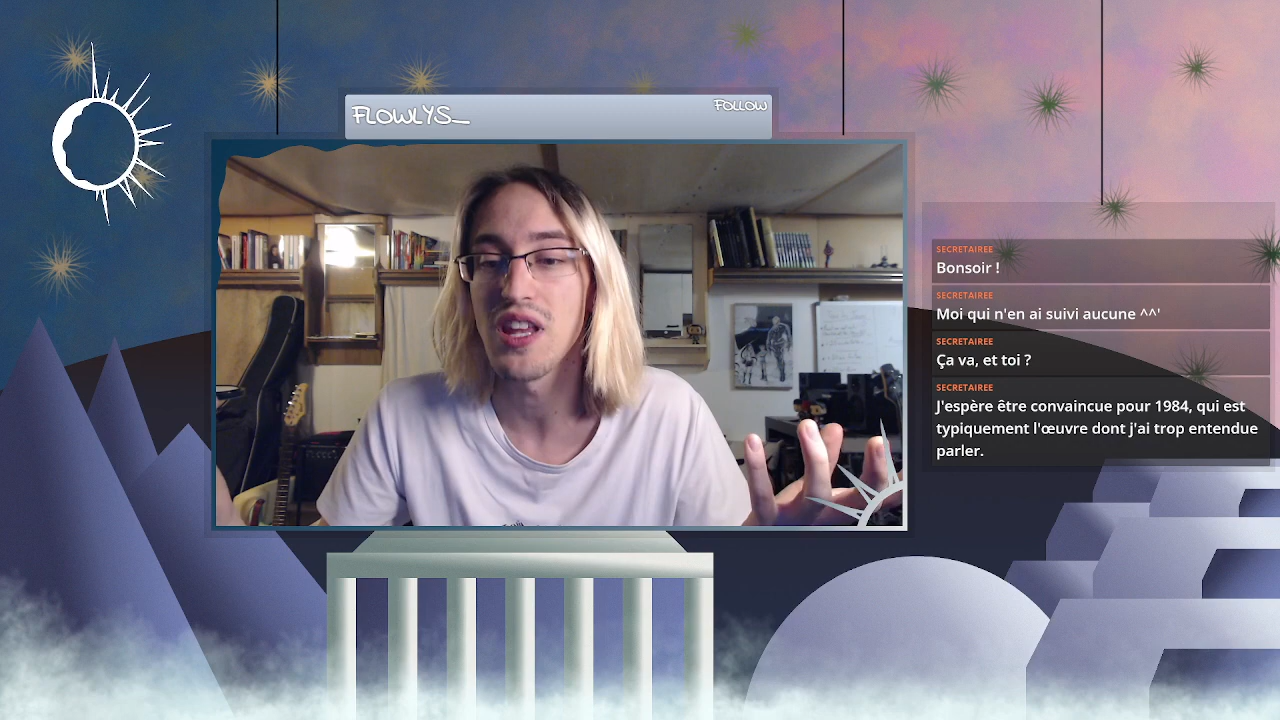 FLOWLYS_
FOLLOW
SECRETAIREE
Bonsoir !
SECRETAIREE
Moi qui n'en ai suivi aucune ^^'
SECRETAIREE
Ça va, et toi ?
SECRETAIREE
J'espère être convaincue pour 1984, qui est
typiquement l'œuvre dont j'ai trop entendue
parler.